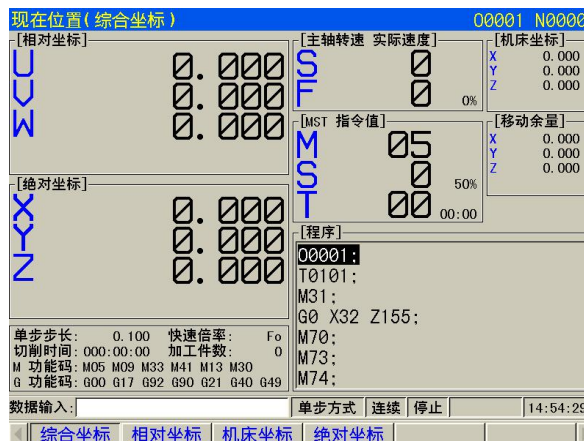 现在位置(综合坐标) O0001 N0000
[相对坐标]
U 0.000
V 0.000
W 0.000
[主轴转速 实际速度]
S 0
F 0 0%
[机床坐标]
X 0.000
Y 0.000
Z 0.000
[MST 指令值]
M 05
S 0 50%
T 00 00:00
[移动余量]
X 0.000
Y 0.000
Z 0.000
[绝对坐标]
X 0.000
Y 0.000
Z 0.000
[程序]
O0001;
T0101;
M31;
G0 X32 Z155;
M70;
M73;
M74;
单步步长: 0.100 快速倍率: Fo
切削时间: 000:00:00 加工件数: 0
M 功能码: M05 M09 M33 M41 M13 M30
G 功能码: G00 G17 G92 G90 G21 G40 G49
数据输入: 单步方式 连续 停止 14:54:29
综合坐标 相对坐标 机床坐标 绝对坐标